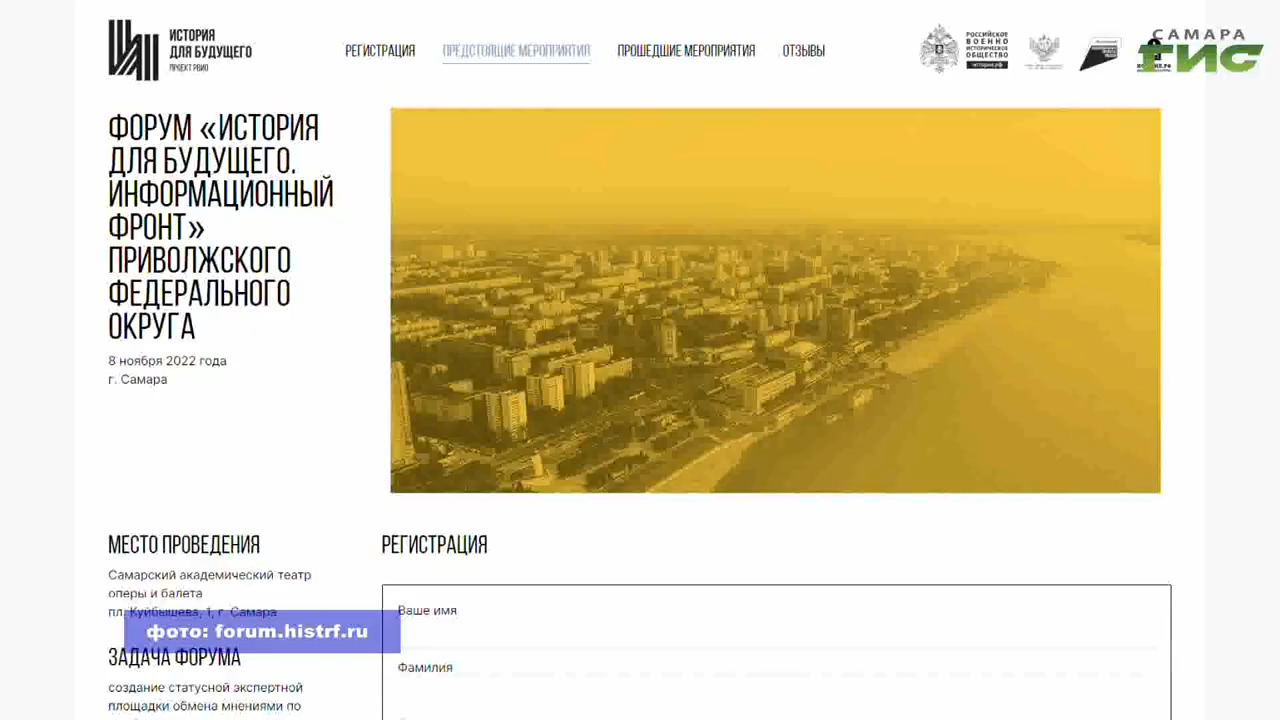 ИСТОРИЯ
ДЛЯ БУДУЩЕГО
ПРОЕКТ РВИО
РЕГИСТРАЦИЯ
ПРЕДСТОЯЩИЕ МЕРОПРИЯТИЯ
ПРОШЕДШИЕ МЕРОПРИЯТИЯ
ОТЗЫВЫ
РОССИЙСКОЕ
ВОЕННО
ИСТОРИЧЕСКОЕ
ОБЩЕСТВО
САМАРА
ГИС
ФОРУМ «ИСТОРИЯ
ДЛЯ БУДУЩЕГО.
ИНФОРМАЦИОННЫЙ
ФРОНТ»
ПРИВОЛЖСКОГО
ФЕДЕРАЛЬНОГО
ОКРУГА
8 ноября 2022 года
г. Самара
МЕСТО ПРОВЕДЕНИЯ
Самарский академический театр
оперы и балета
пл. Куйбышева, 1, г. Самара
фото: forum.histrf.ru
ЗАДАЧА ФОРУМА
создание статусной экспертной
площадки обмена мнениями по
РЕГИСТРАЦИЯ
Ваше имя
Фамилия